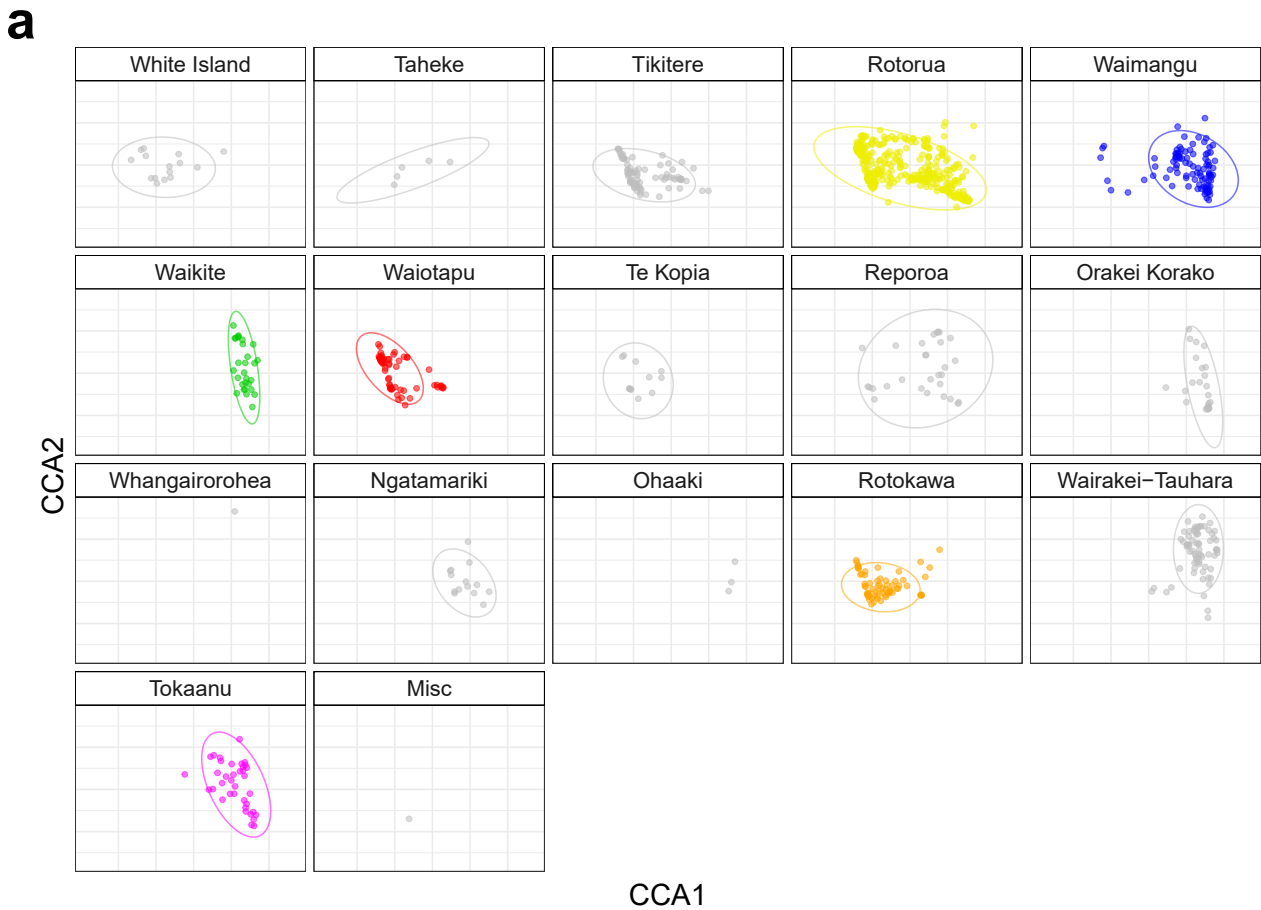 a
White Island
Taheke
Tikitere
Rotorua
Waimangu
Waikite
Waiotapu
Te Kopia
Reporoa
Orakei Korako
Whangairorohea
Ngatamariki
Ohaaki
Rotokawa
Wairakei−Tauhara
Tokaanu
Misc
CCA2
CCA1